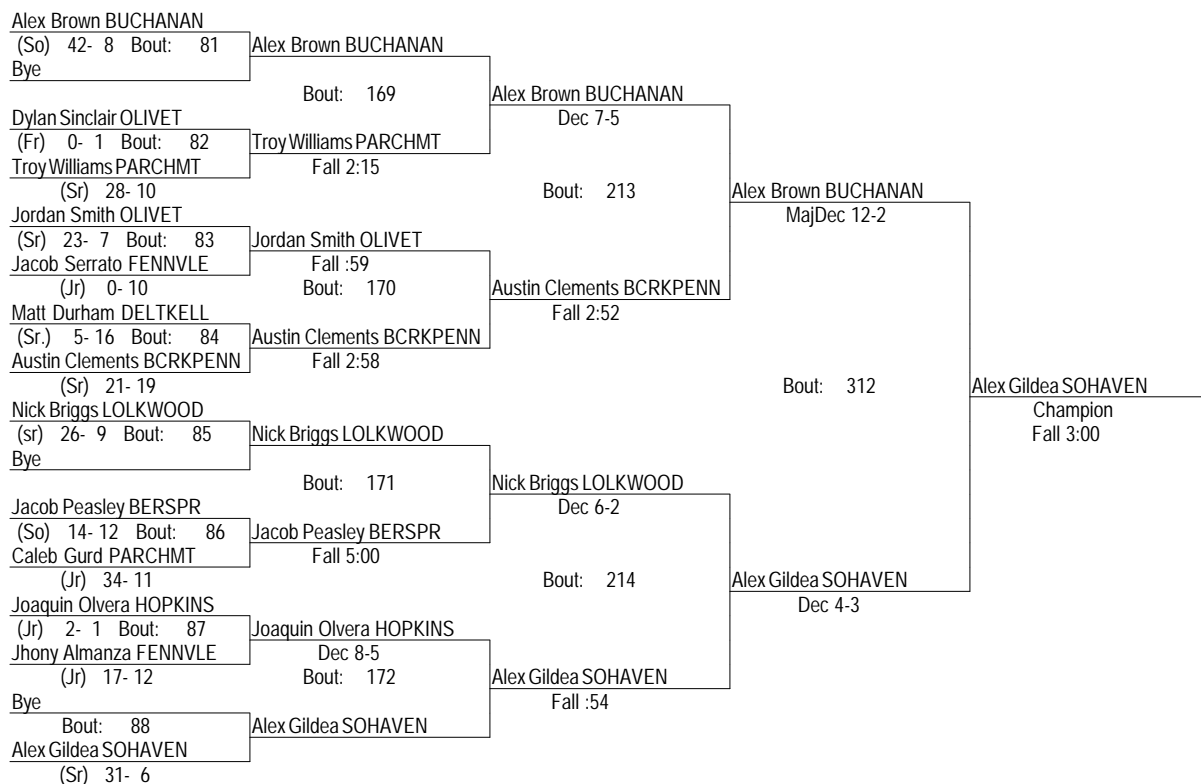 Alex Brown BUCHANAN
(So) 42- 8 Bout: 81
Bye
Dylan Sinclair OLIVET
(Fr) 0- 1 Bout: 82
Troy Williams PARCHMT
(Sr) 28- 10
Jordan Smith OLIVET
(Sr) 23- 7 Bout: 83
Jacob Serrato FENNVLE
(Jr) 0- 10
Matt Durham DELTKELL
(Sr.) 5- 16 Bout: 84
Austin Clements BCRKPENN
(Sr) 21- 19
Nick Briggs LOLKWOOD
(sr) 26- 9 Bout: 85
Bye
Jacob Peasley BERSPR
(So) 14- 12 Bout: 86
Caleb Gurd PARCHMT
(Jr) 34- 11
Joaquin Olvera HOPKINS
(Jr) 2- 1 Bout: 87
Jhony Almanza FENNVLE
(Jr) 17- 12
Bye
Bout: 88
Alex Gildea SOHAVEN
(Sr) 31- 6
Alex Brown BUCHANAN
Bout: 169
Troy Williams PARCHMT
Fall 2:15
Jordan Smith OLIVET
Fall :59
Bout: 170
Austin Clements BCRKPENN
Fall 2:58
Nick Briggs LOLKWOOD
Bout: 171
Jacob Peasley BERSPR
Fall 5:00
Joaquin Olvera HOPKINS
Dec 8-5
Bout: 172
Alex Gildea SOHAVEN
Alex Brown BUCHANAN
Dec 7-5
Bout: 213
Austin Clements BCRKPENN
Fall 2:52
Nick Briggs LOLKWOOD
Dec 6-2
Bout: 214
Alex Gildea SOHAVEN
Fall :54
Alex Brown BUCHANAN
MajDec 12-2
Bout: 312
Alex Gildea SOHAVEN
Dec 4-3
Alex Gildea SOHAVEN
Champion
Fall 3:00